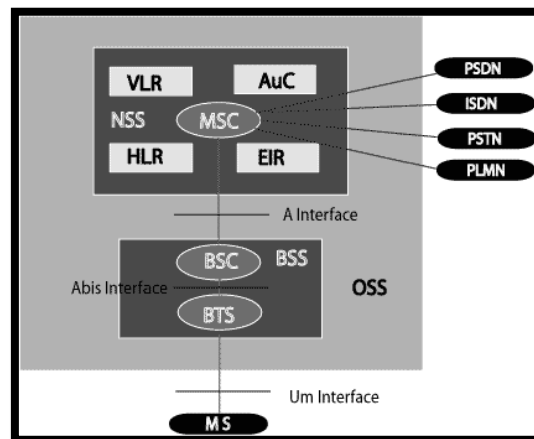 VLR
AuC
PSDN
ISDN
NSS
MSC
PSTN
HLR
EIR
PLMN
A Interface
BSC
BSS
Abis Interface
OSS
BTS
Um Interface
MS